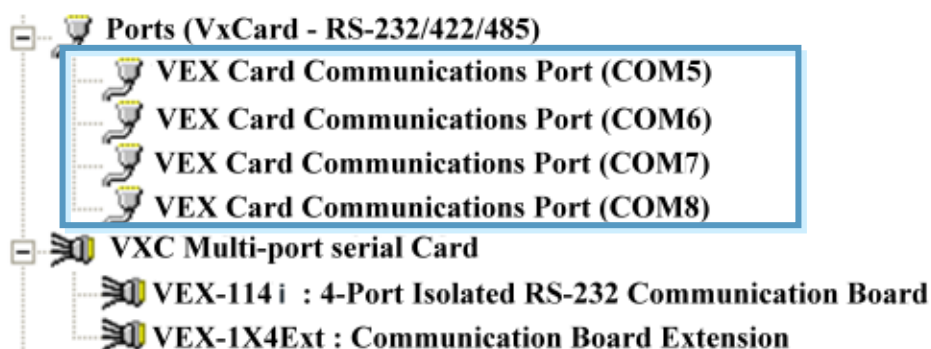 Ports (VxCard - RS-232/422/485)
VEX Card Communications Port (COM5)
VEX Card Communications Port (COM6)
VEX Card Communications Port (COM7)
VEX Card Communications Port (COM8)
VXC Multi-port serial Card
VEX-114 i : 4-Port Isolated RS-232 Communication Board
VEX-1X4Ext : Communication Board Extension